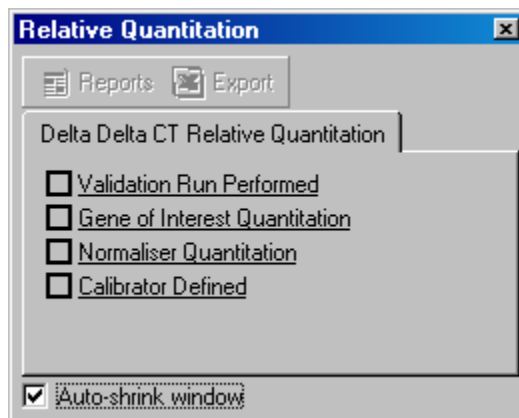 Relative Quantitation
Reports Export
Delta Delta CT Relative Quantitation
Validation Run Performed
Gene of Interest Quantitation
Normaliser Quantitation
Calibrator Defined
Auto-shrink window